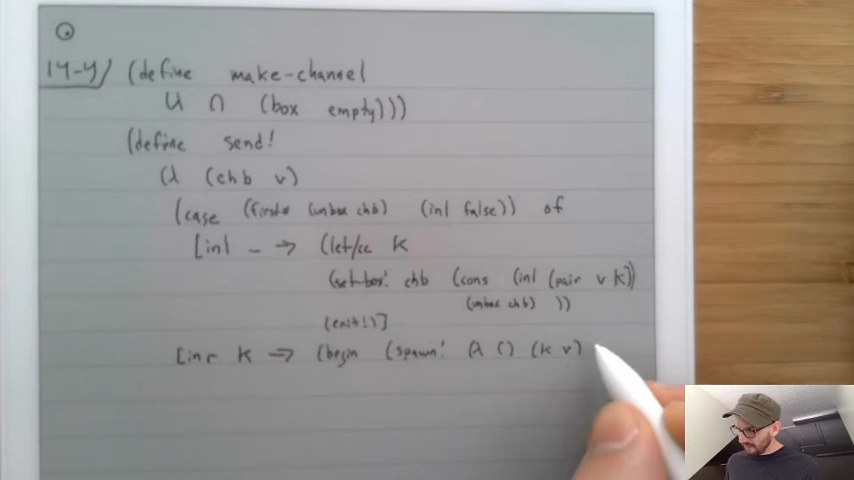 14-4/ (define make-channel
(λ () (box empty)))
(define send!
(λ (chb v)
(case (first* (unbox chb) (inl false)) of
[inl _ → (let/cc K
(set-box! chb (cons (inl (pair v K))
(unbox chb) ))
(exit!)]
[inr K → (begin (spawn! (λ () (K v)